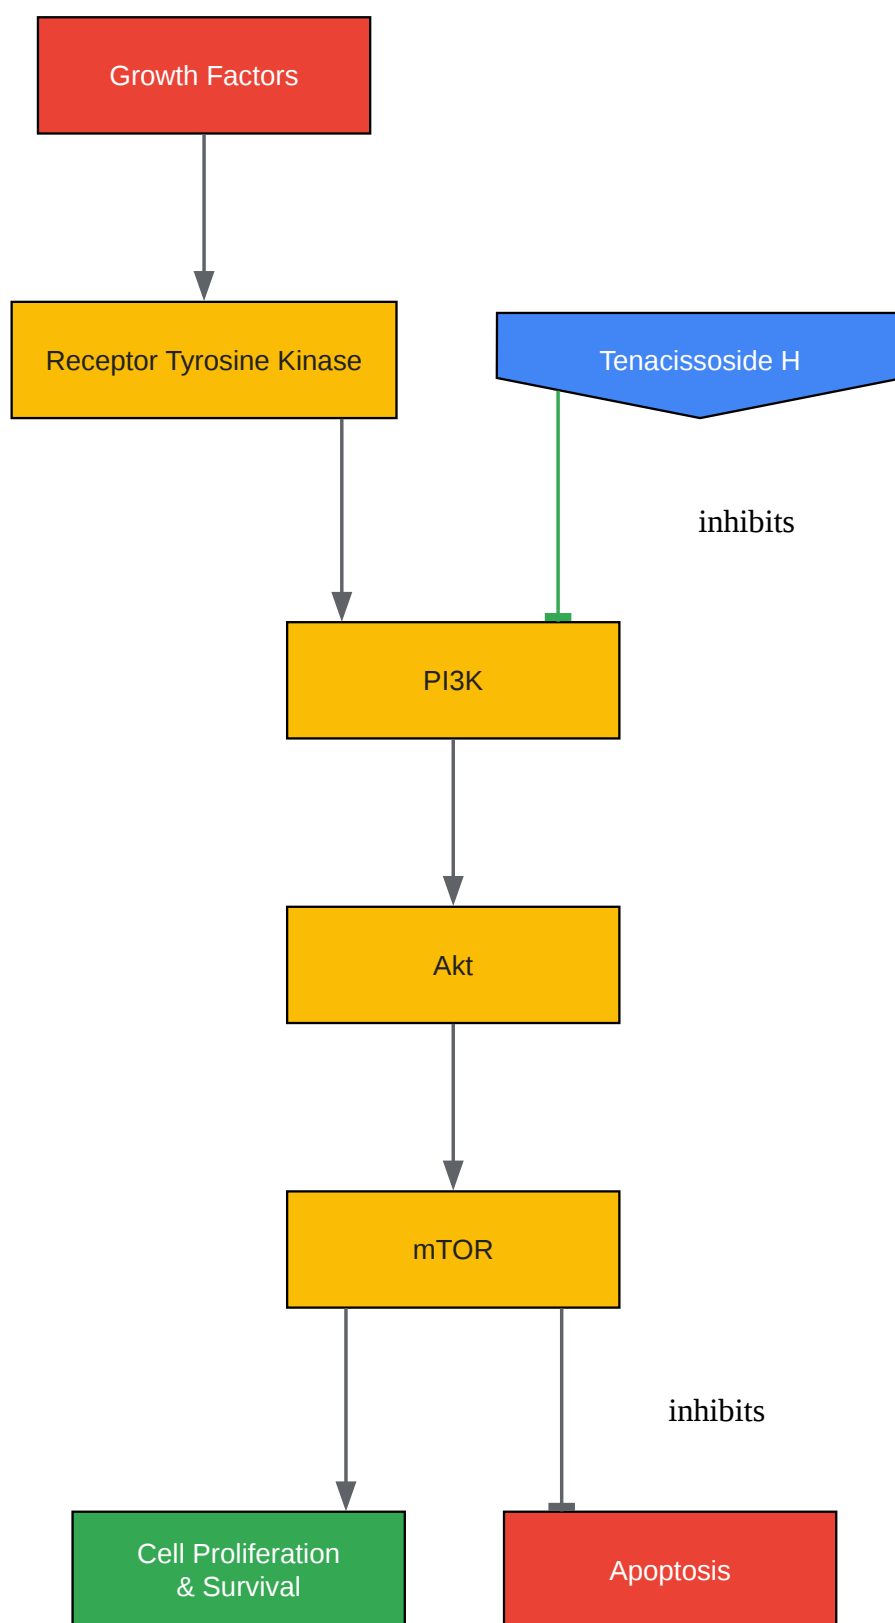 Growth Factors
Receptor Tyrosine Kinase
Tenacissoside H
inhibits
PI3K
Akt
mTOR
inhibits
Cell Proliferation
& Survival
Apoptosis